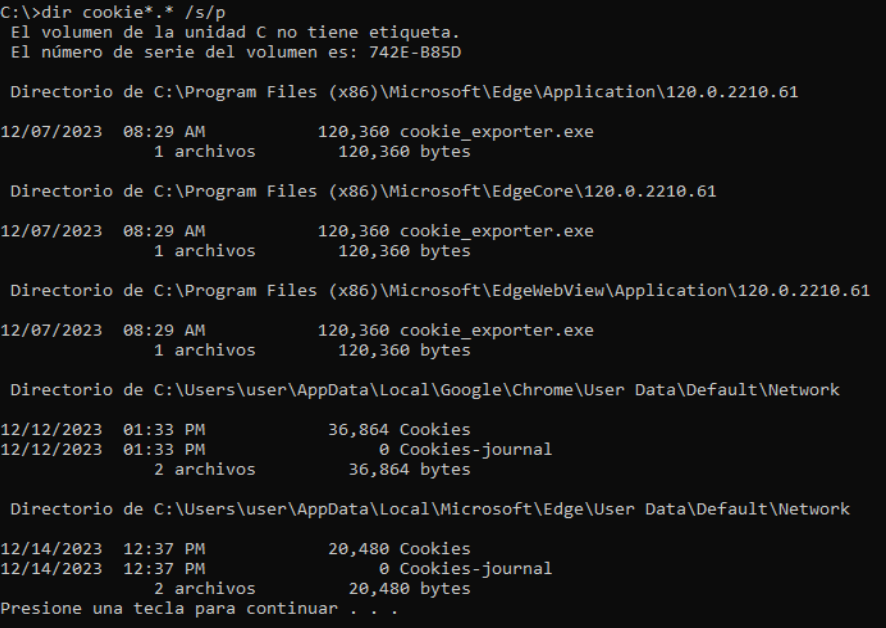 C:\>dir cookie*.* /s/p
El volumen de la unidad C no tiene etiqueta.
El número de serie del volumen es: 742E-B85D
Directorio de C:\Program Files (x86)\Microsoft\Edge\Application\120.0.2210.61
12/07/2023  08:29 AM           120,360 cookie_exporter.exe
1 archivos        120,360 bytes
Directorio de C:\Program Files (x86)\Microsoft\EdgeCore\120.0.2210.61
12/07/2023  08:29 AM           120,360 cookie_exporter.exe
1 archivos        120,360 bytes
Directorio de C:\Program Files (x86)\Microsoft\EdgeWebView\Application\120.0.2210.61
12/07/2023  08:29 AM           120,360 cookie_exporter.exe
1 archivos        120,360 bytes
Directorio de C:\Users\user\AppData\Local\Google\Chrome\User Data\Default\Network
12/12/2023  01:33 PM            36,864 Cookies
12/12/2023  01:33 PM                 0 Cookies-journal
2 archivos         36,864 bytes
Directorio de C:\Users\user\AppData\Local\Microsoft\Edge\User Data\Default\Network
12/14/2023  12:37 PM            20,480 Cookies
12/14/2023  12:37 PM                 0 Cookies-journal
2 archivos         20,480 bytes
Presione una tecla para continuar . . .